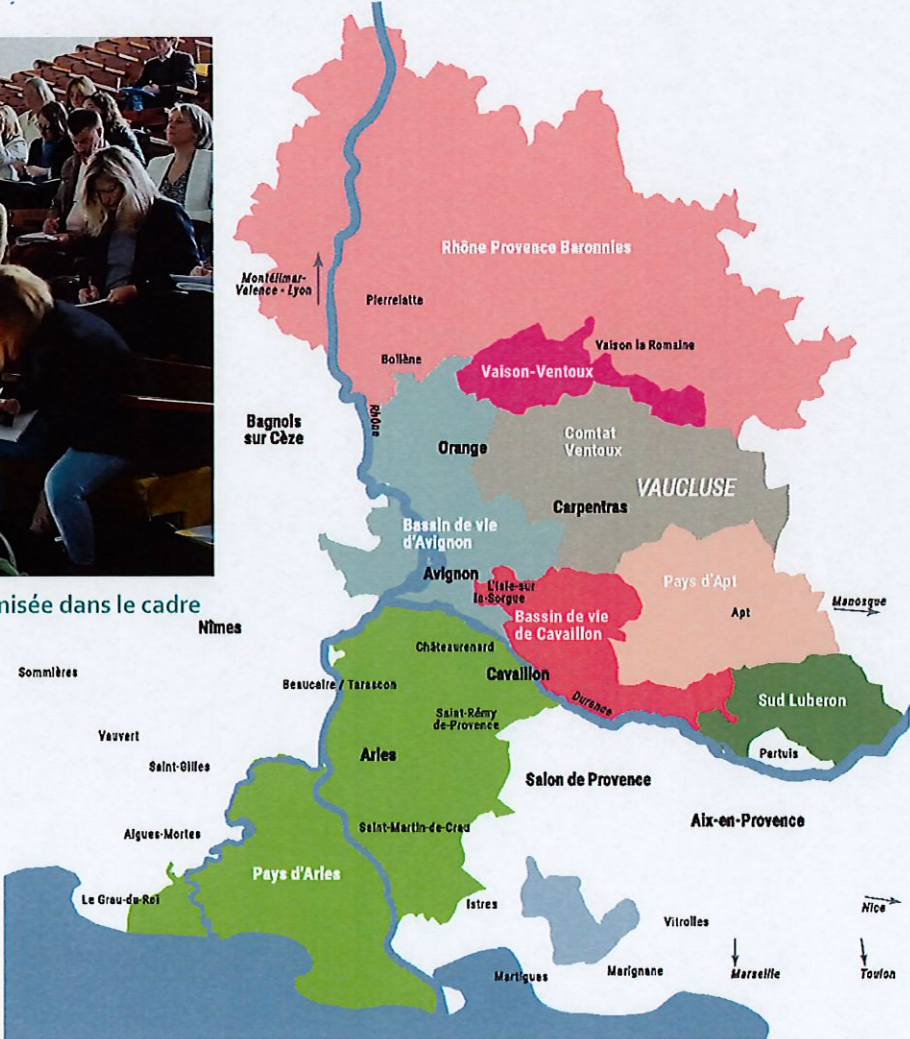 Rhône Provence Baronnies
Montélimar-
Valence - Lyon
Pierrelatte
Bollène
Vaison la Romaine
Vaison-Ventoux
Rhône
Bagnols
sur Cèze
Orange
Comtat
Ventoux
VAUCLUSE
Carpentras
Bassin de vie
d'Avignon
Avignon
L'Isle-sur
la-Sorgue
Pays d'Apt
Apt
Manosque
nisée dans le cadre
Nîmes
Bassin de vie
de Cavaillon
Châteaurenard
Cavaillon
Sommières
Beaucaire / Tarascon
Durance
Sud Luberon
Saint-Rémy
de-Provence
Vauvert
Pertuis
Saint-Gilles
Arles
Salon de Provence
Aix-en-Provence
Aigues-Mortes
Saint-Martin-de-Crau
Pays d'Arles
Le Grau-du-Roi
Istres
Vitrolles
Nice
Martigues
Marignane
Marseille
Toulon